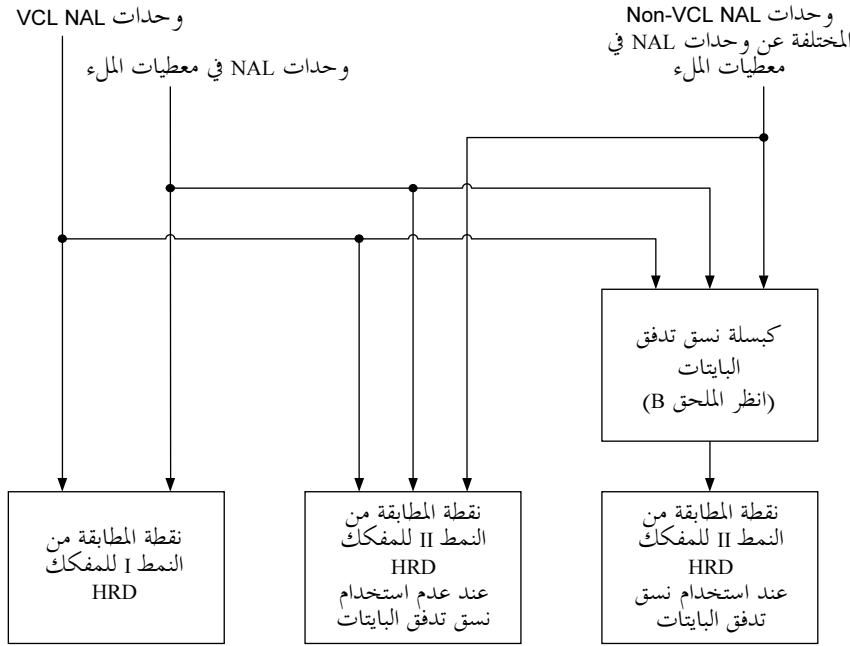 وحدات Non-VCL NAL
المختلفة عن وحدات NAL في
معطيات الملء
وحدات VCL NAL
وحدات NAL في معطيات الملء
كبسلة نسق تدفق
البايتات
(انظر الملحق B)
نقطة المطابقة من
النمط II للمفكك
HRD
عند استخدام نسق
تدفق البايتات
نقطة المطابقة من
النمط II للمفكك
HRD
عند عدم استخدام
نسق تدفق البايتات
نقطة المطابقة من
النمط I للمفكك
HRD